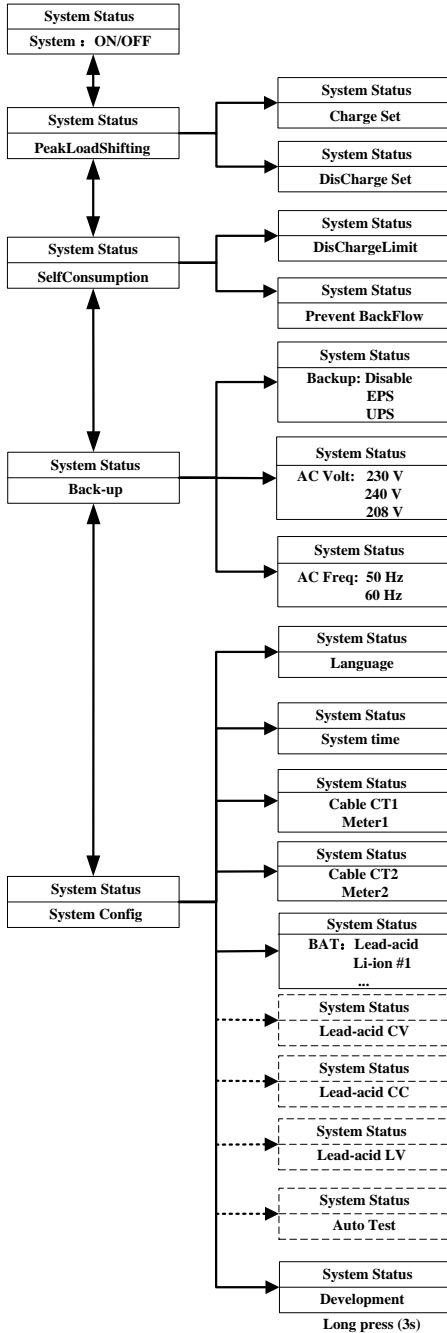 System Status
System：ON/OFF
System Status
PeakLoadShifting
System Status
Charge Set
System Status
DisCharge Set
System Status
SelfConsumption
System Status
DisChargeLimit
System Status
Prevent BackFlow
System Status
Back-up
System Status
Backup: Disable
EPS
UPS
System Status
AC Volt: 230 V
240 V
208 V
System Status
AC Freq: 50 Hz
60 Hz
System Status
System Config
System Status
Language
System Status
System time
System Status
Cable CT1
Meter1
System Status
Cable CT2
Meter2
System Status
BAT：Lead-acid
Li-ion #1
...
System Status
Lead-acid CV
System Status
Lead-acid CC
System Status
Lead-acid LV
System Status
Auto Test
System Status
Development
Long press (3s)